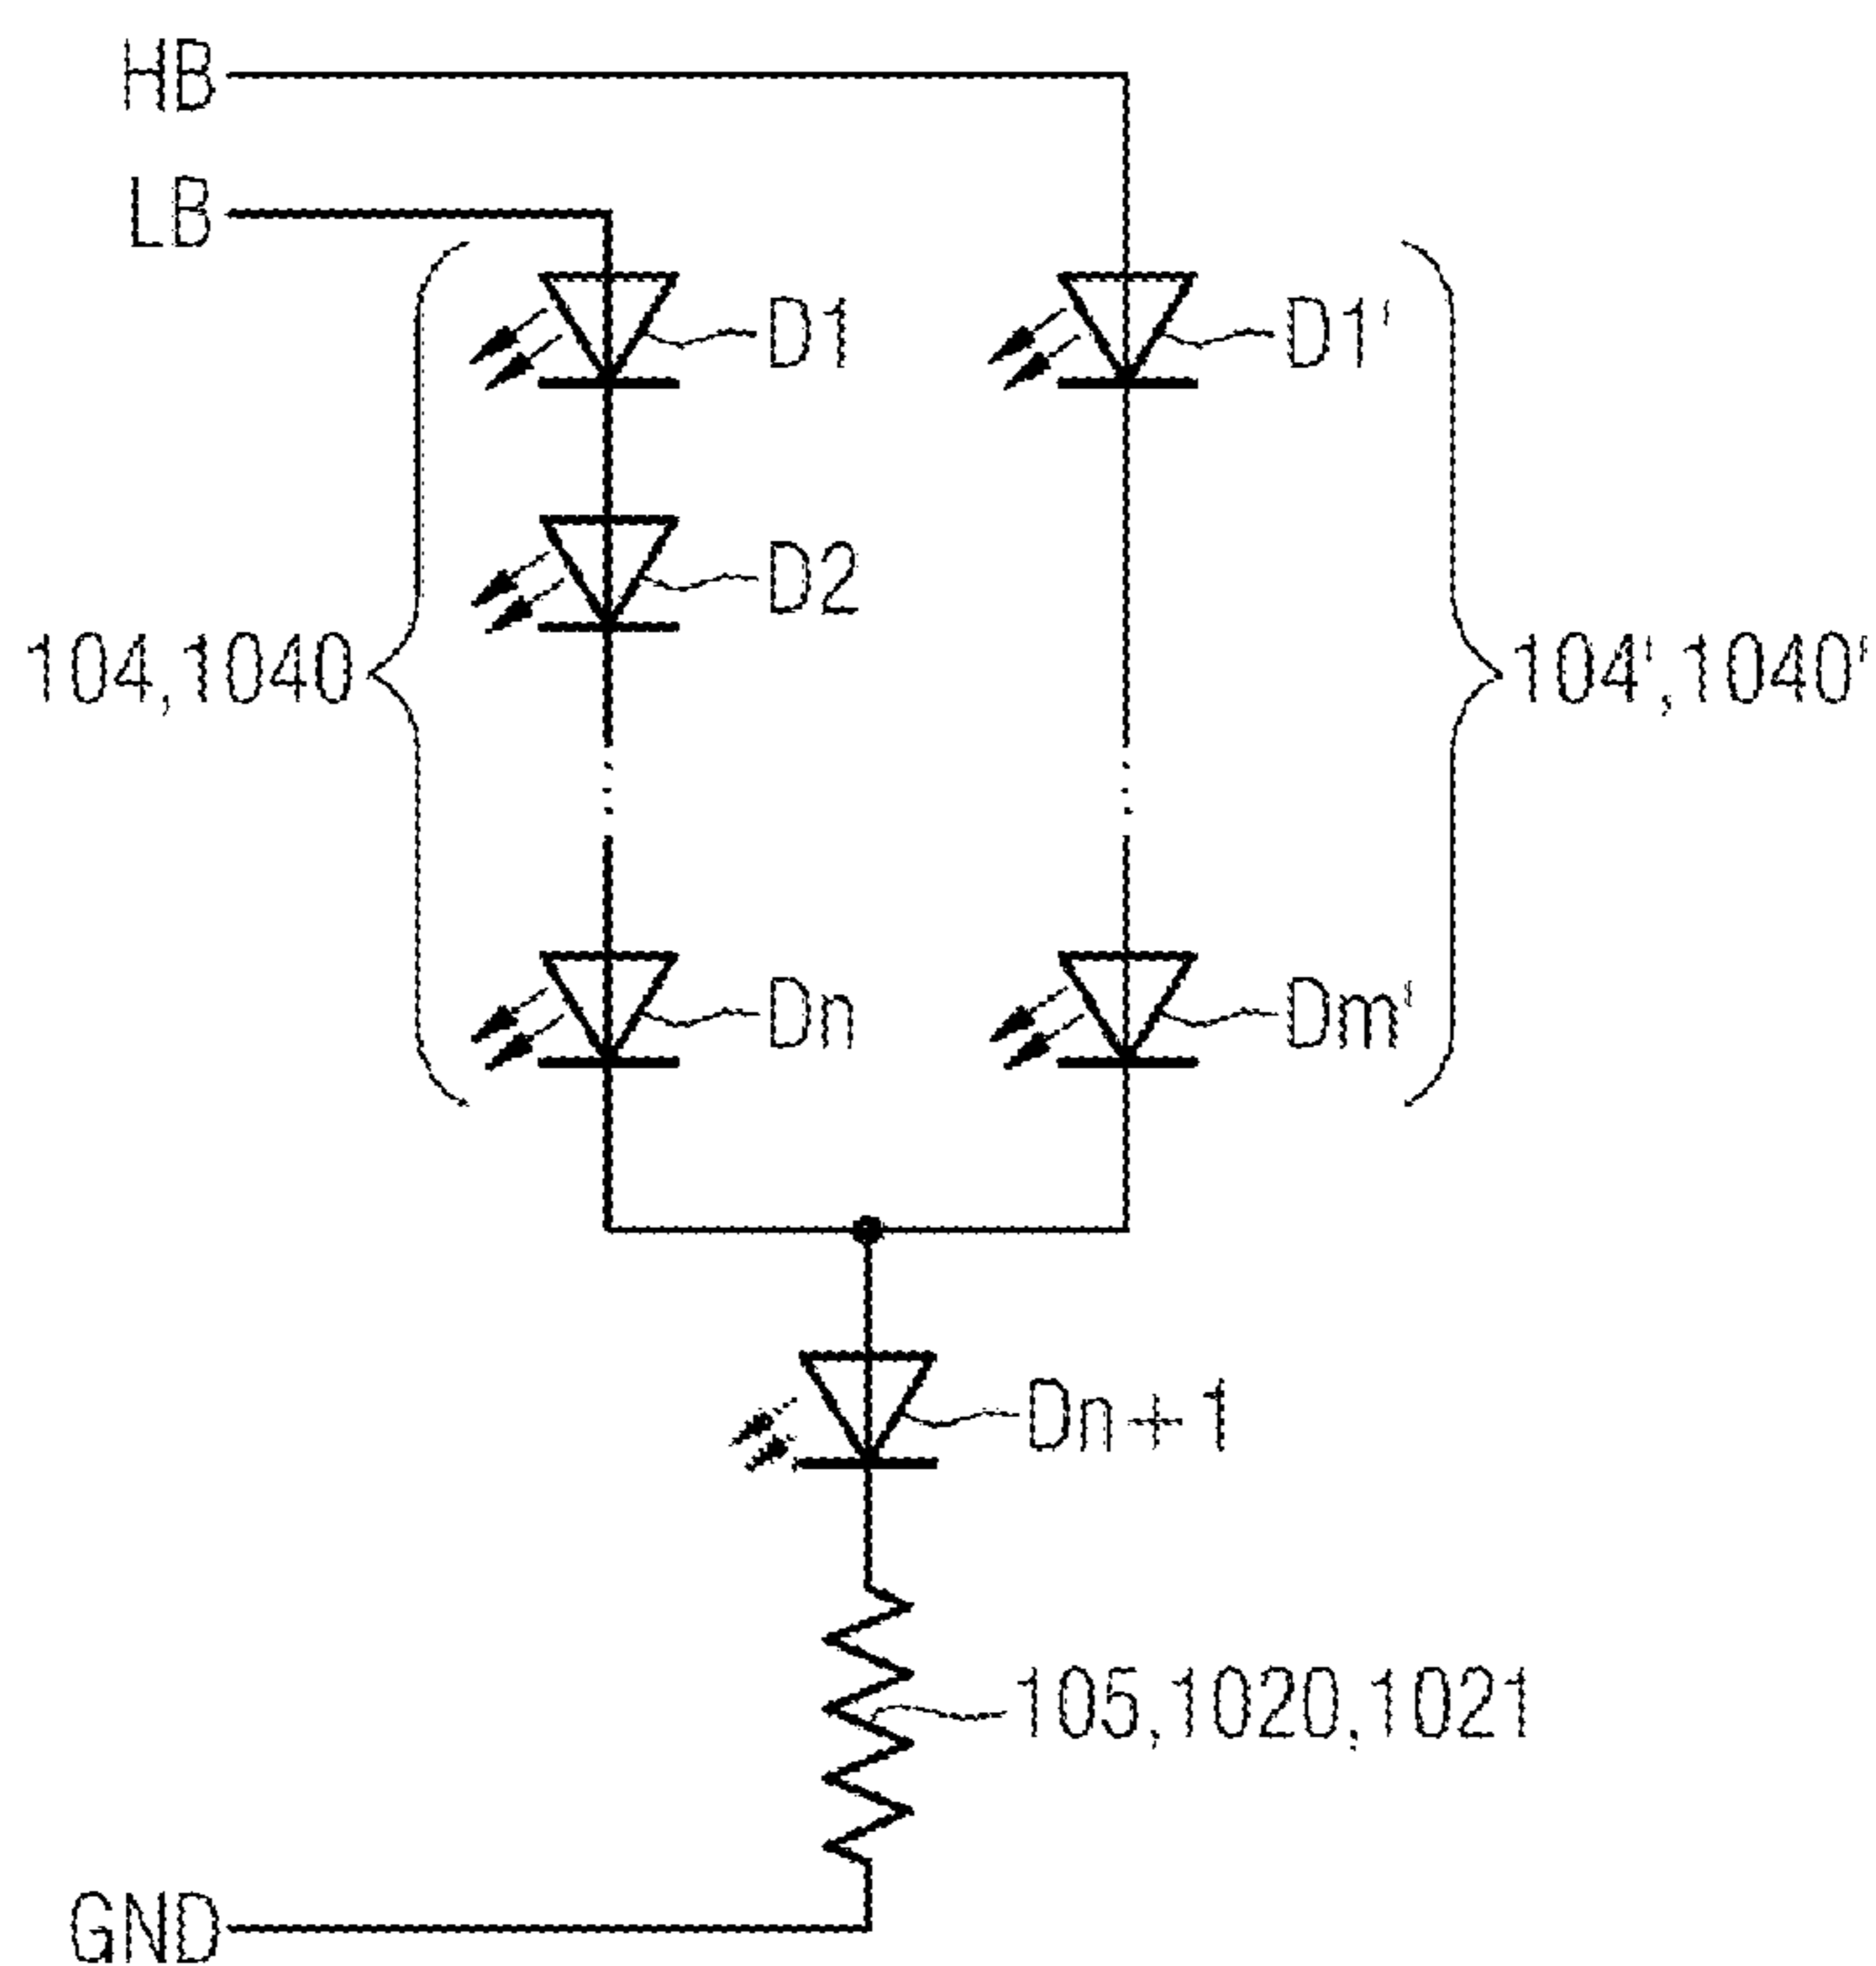 HB
LB
D1
D1'
D2
104,1040
104',1040'
Dn
Dm'
Dn+1
105,1020,1021
GND